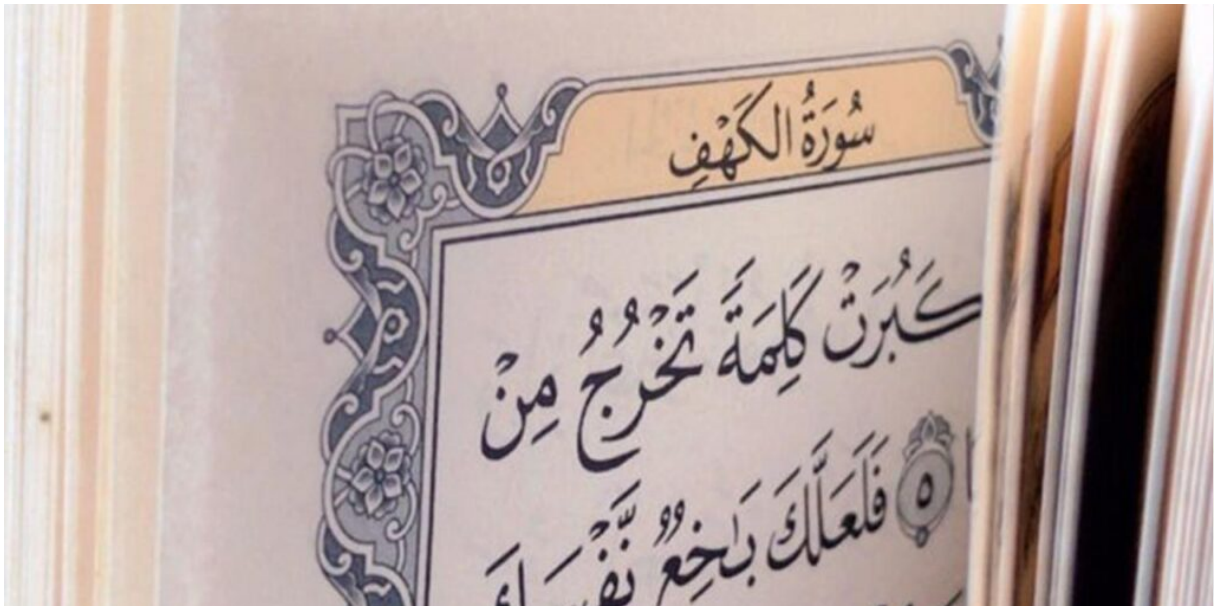 سُورَةُ الكَهْفِ
كَبُرَتْ كَلِمَةً تَخْرُجُ مِنْ
٥ فَلَعَلَّكَ بَـٰخِعٌ نَّفْسَكَ